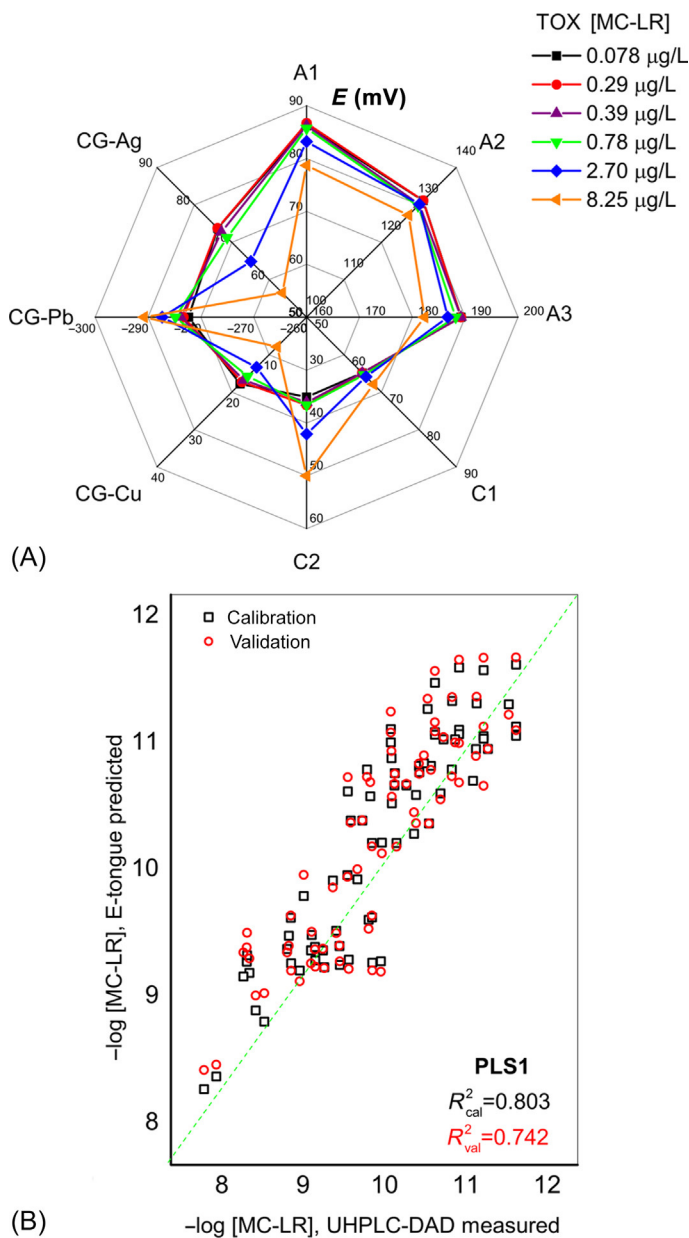 TOX [MC-LR]
0.078 µg/L
0.29 µg/L
0.39 µg/L
0.78 µg/L
2.70 µg/L
8.25 µg/L
A1
90
E (mV)
CG-Ag
A2
90
140
80
80
130
70
120
60
60
110
100
CG-Pb
50
160
170
180
190
200
A3
–300
–290
–270
–260
50
10
30
60
20
40
70
30
50
80
40
60
90
CG-Cu
C1
C2
(A)
12
11
10
9
8
Calibration
Validation
–log [MC-LR], E-tongue predicted
PLS1
R²cal=0.803
R²val=0.742
8 9 10 11 12
–log [MC-LR], UHPLC-DAD measured
(B)